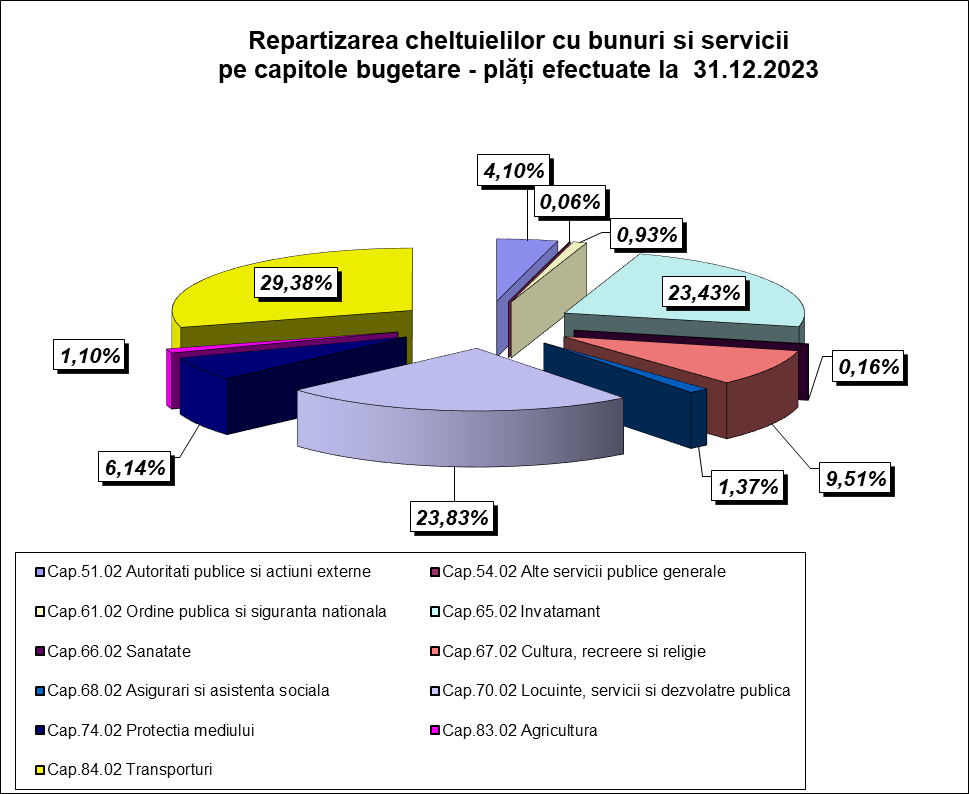 Repartizarea cheltuielilor cu bunuri si servicii
pe capitole bugetare - plăți efectuate la 31.12.2023
4,10%
0,06%
0,93%
29,38%
23,43%
1,10%
0,16%
6,14%
9,51%
1,37%
23,83%
Cap.51.02 Autoritati publice si actiuni externe
Cap.54.02 Alte servicii publice generale
Cap.61.02 Ordine publica si siguranta nationala
Cap.65.02 Invatamant
Cap.66.02 Sanatate
Cap.67.02 Cultura, recreere si religie
Cap.68.02 Asigurari si asistenta sociala
Cap.70.02 Locuinte, servicii si dezvolatre publica
Cap.74.02 Protectia mediului
Cap.83.02 Agricultura
Cap.84.02 Transporturi